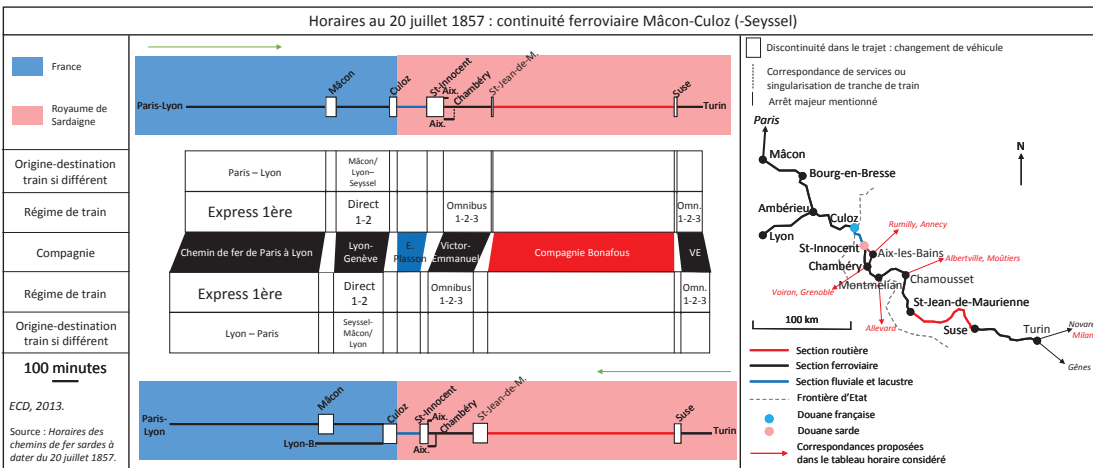 Horaires au 20 juillet 1857 : continuité ferroviaire Mâcon-Culoz (-Seyssel)
France
Royaume de
Sardaigne
Paris-Lyon
Mâcon
Culoz
St-Innocent
Aix.
Chambéry
Aix.
St-Jean-de-M.
Suse
Turin
Origine-destination
train si différent
Paris – Lyon
Mâcon/
Lyon–
Seyssel
Régime de train
Express 1ère
Direct
1-2
Omnibus
1-2-3
Omn.
1-2-3
Compagnie
Chemin de fer de Paris à Lyon
Lyon-
Genève
E.
Plasson
Victor-
Emmanuel
Compagnie Bonafous
VE
Régime de train
Express 1ère
Direct
1-2
Omnibus
1-2-3
Omn.
1-2-3
Origine-destination
train si différent
Lyon – Paris
Seyssel-
Mâcon/
Lyon
100 minutes
ECD, 2013.
Source : Horaires des
chemins de fer sardes à
dater du 20 juillet 1857.
Paris-
Lyon
Mâcon
Lyon-B.
Culoz
St-Innocent
Aix.
Chambéry
Aix.
St-Jean-de-M.
Suse
Turin
Discontinuité dans le trajet : changement de véhicule
Correspondance de services ou
singularisation de tranche de train
Arrêt majeur mentionné
Paris
N
Mâcon
Bourg-en-Bresse
Ambérieu
Culoz
Rumilly, Annecy
Lyon
St-Innocent
Aix-les-Bains
Albertville, Moûtiers
Chambéry
Chamousset
Montmélian
Voiron, Grenoble
St-Jean-de-Maurienne
100 km
Allevard
Suse
Turin
Novare
Milan
Gênes
Section routière
Section ferroviaire
Section fluviale et lacustre
Frontière d'Etat
Douane française
Douane sarde
Correspondances proposées
dans le tableau horaire considéré